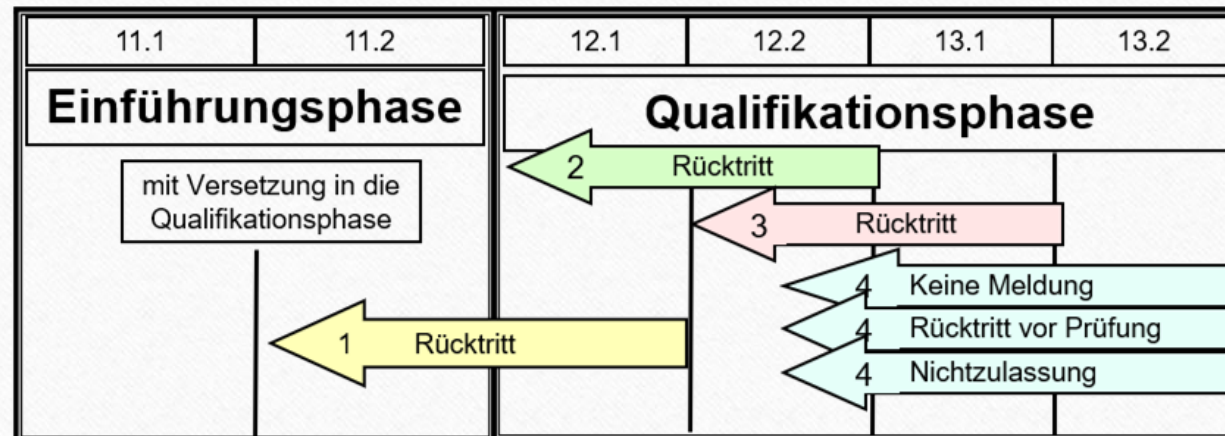 11.1
11.2
12.1
12.2
13.1
13.2
Einführungsphase
Qualifikationsphase
mit Versetzung in die
Qualifikationsphase
2 Rücktritt
3 Rücktritt
4 Keine Meldung
4 Rücktritt vor Prüfung
1 Rücktritt
4 Nichtzulassung